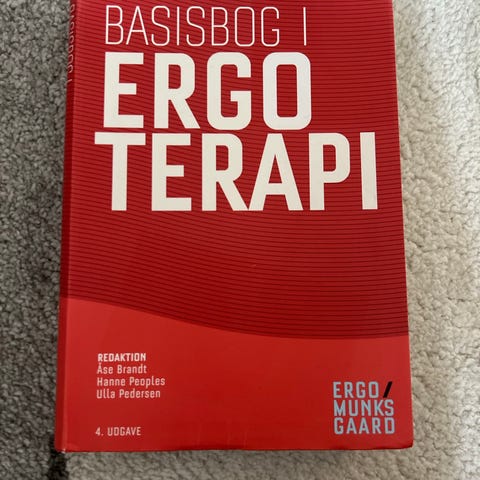 BASISBOG I
ERGO
TERAPI
REDAKTION
Åse Brandt
Hanne Peoples
Ulla Pedersen
4. UDGAVE
ERGO/
MUNKS
GAARD